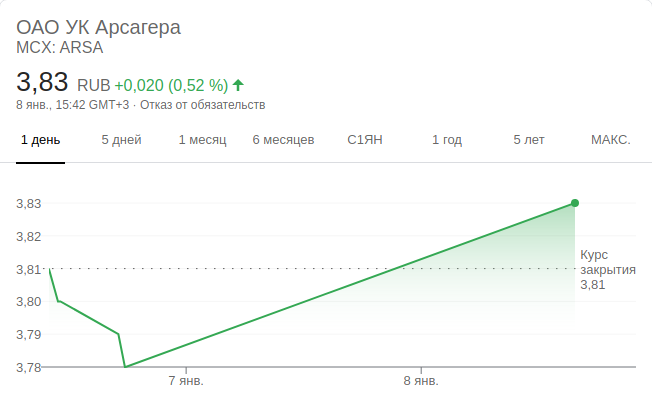 ОАО УК Арсагера
MCX: ARSA
3,83 RUB +0,020 (0,52 %)
8 янв., 15:42 GMT+3 · Отказ от обязательств
1 день 5 дней 1 месяц 6 месяцев С1ЯН 1 год 5 лет МАКС.
3,83
3,82
3,81
3,80
3,79
3,78
Курс
закрытия
3,81
7 янв. 8 янв.